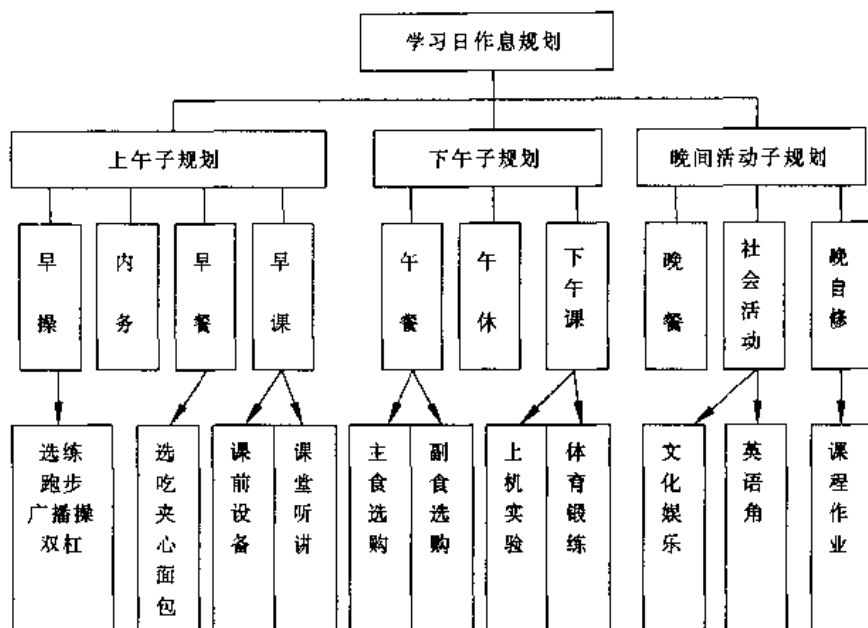 学习日作息规划
上午子规划
下午子规划
晚间活动子规划
早操
内务
早餐
早课
午餐
午休
下午课
晚餐
社会活动
晚自修
选练
跑步
广播操
双杠
选吃夹心面包
课前设备
课堂听讲
主食选购
副食选购
上机实验
体育锻练
文化娱乐
英语角
课程作业